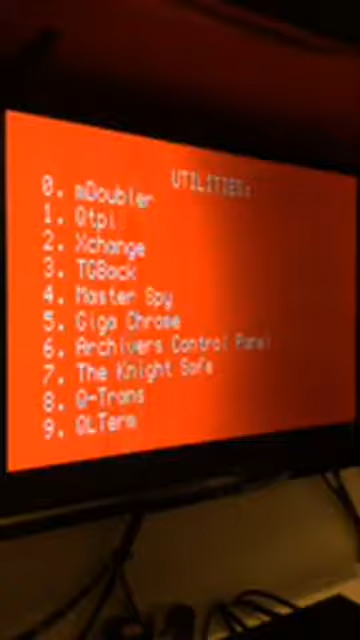 UTILITIES:
0. mDoubler
1. Qtpi
2. Xchange
3. TGBack
4. Master Spy
5. Giga Chrome
6. Archivers Control Panel
7. The Knight Safe
8. Q-Trans
9. QLTerm